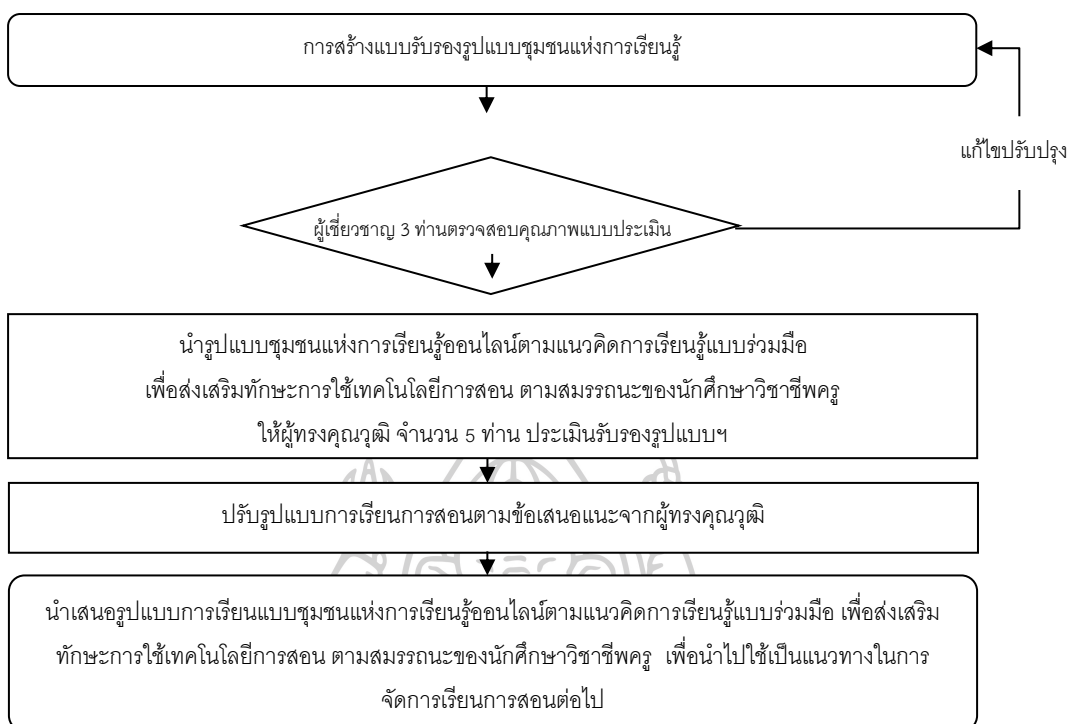 การสร้างแบบรับรองรูปแบบชุมชนแห่งการเรียนรู้
แก้ไขปรับปรุง
ผู้เชี่ยวชาญ 3 ท่านตรวจสอบคุณภาพแบบประเมิน
นำรูปแบบชุมชนแห่งการเรียนรู้ออนไลน์ตามแนวคิดการเรียนรู้แบบร่วมมือ
เพื่อส่งเสริมทักษะการใช้เทคโนโลยีการสอน ตามสมรรถนะของนักศึกษาวิชาชีพครู
ให้ผู้ทรงคุณวุฒิ จำนวน 5 ท่าน ประเมินรับรองรูปแบบฯ
ปรับรูปแบบการเรียนการสอนตามข้อเสนอแนะจากผู้ทรงคุณวุฒิ
นำเสนอรูปแบบการเรียนแบบชุมชนแห่งการเรียนรู้ออนไลน์ตามแนวคิดการเรียนรู้แบบร่วมมือ เพื่อส่งเสริม
ทักษะการใช้เทคโนโลยีการสอน ตามสมรรถนะของนักศึกษาวิชาชีพครู เพื่อนำไปใช้เป็นแนวทางในการ
จัดการเรียนการสอนต่อไป